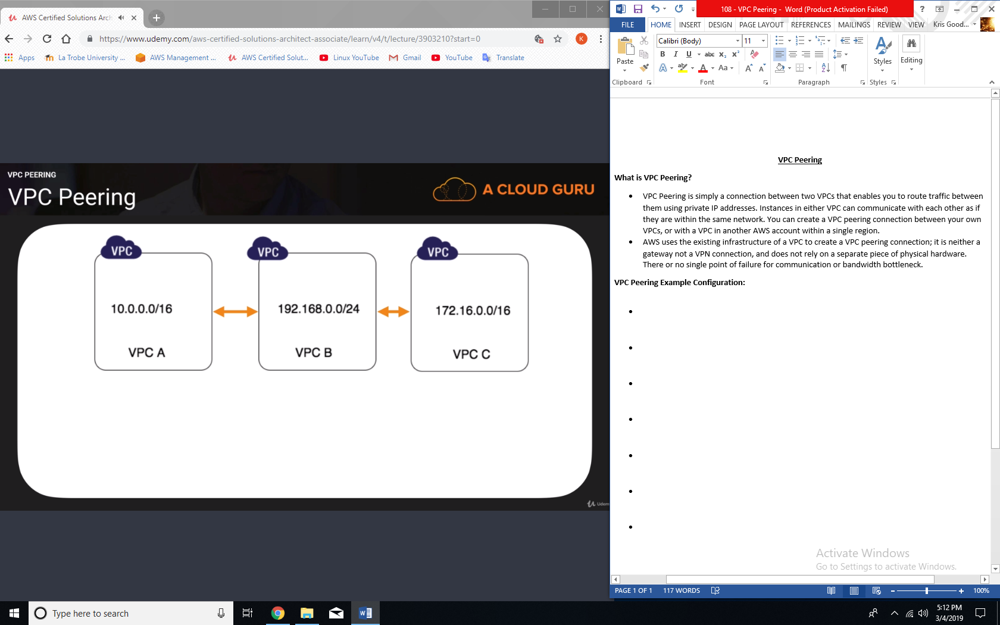 AWS Certified Solutions Arch
https://www.udemy.com/aws-certified-solutions-architect-associate/learn/v4/t/lecture/3903210?start=0
K
Apps
La Trobe University ...
AWS Management ...
AWS Certified Solut...
Linux YouTube
Gmail
YouTube
Translate
VPC PEERING
VPC Peering
A CLOUD GURU
VPC
VPC
VPC
10.0.0.0/16
192.168.0.0/24
172.16.0.0/16
VPC A
VPC B
VPC C
Udem
108 - VPC Peering - Word (Product Activation Failed)
?
FILE
HOME
INSERT
DESIGN
PAGE LAYOUT
REFERENCES
MAILINGS
REVIEW
VIEW
Kris Good...
Paste
Calibri (Body)
11
B I U abc x₂ x²
A A Aa A A
Styles
Editing
Clipboard
Font
Paragraph
Styles
VPC Peering
What is VPC Peering?
• VPC Peering is simply a connection between two VPCs that enables you to route traffic between
them using private IP addresses. Instances in either VPC can communicate with each other as if
they are within the same network. You can create a VPC peering connection between your own
VPCs, or with a VPC in another AWS account within a single region.
• AWS uses the existing infrastructure of a VPC to create a VPC peering connection; it is neither a
gateway not a VPN connection, and does not rely on a separate piece of physical hardware.
There or no single point of failure for communication or bandwidth bottleneck.
VPC Peering Example Configuration:
•
•
•
•
•
•
•
Activate Windows
Go to Settings to activate Windows.
PAGE 1 OF 1
117 WORDS
100%
Type here to search
5:12 PM
3/4/2019